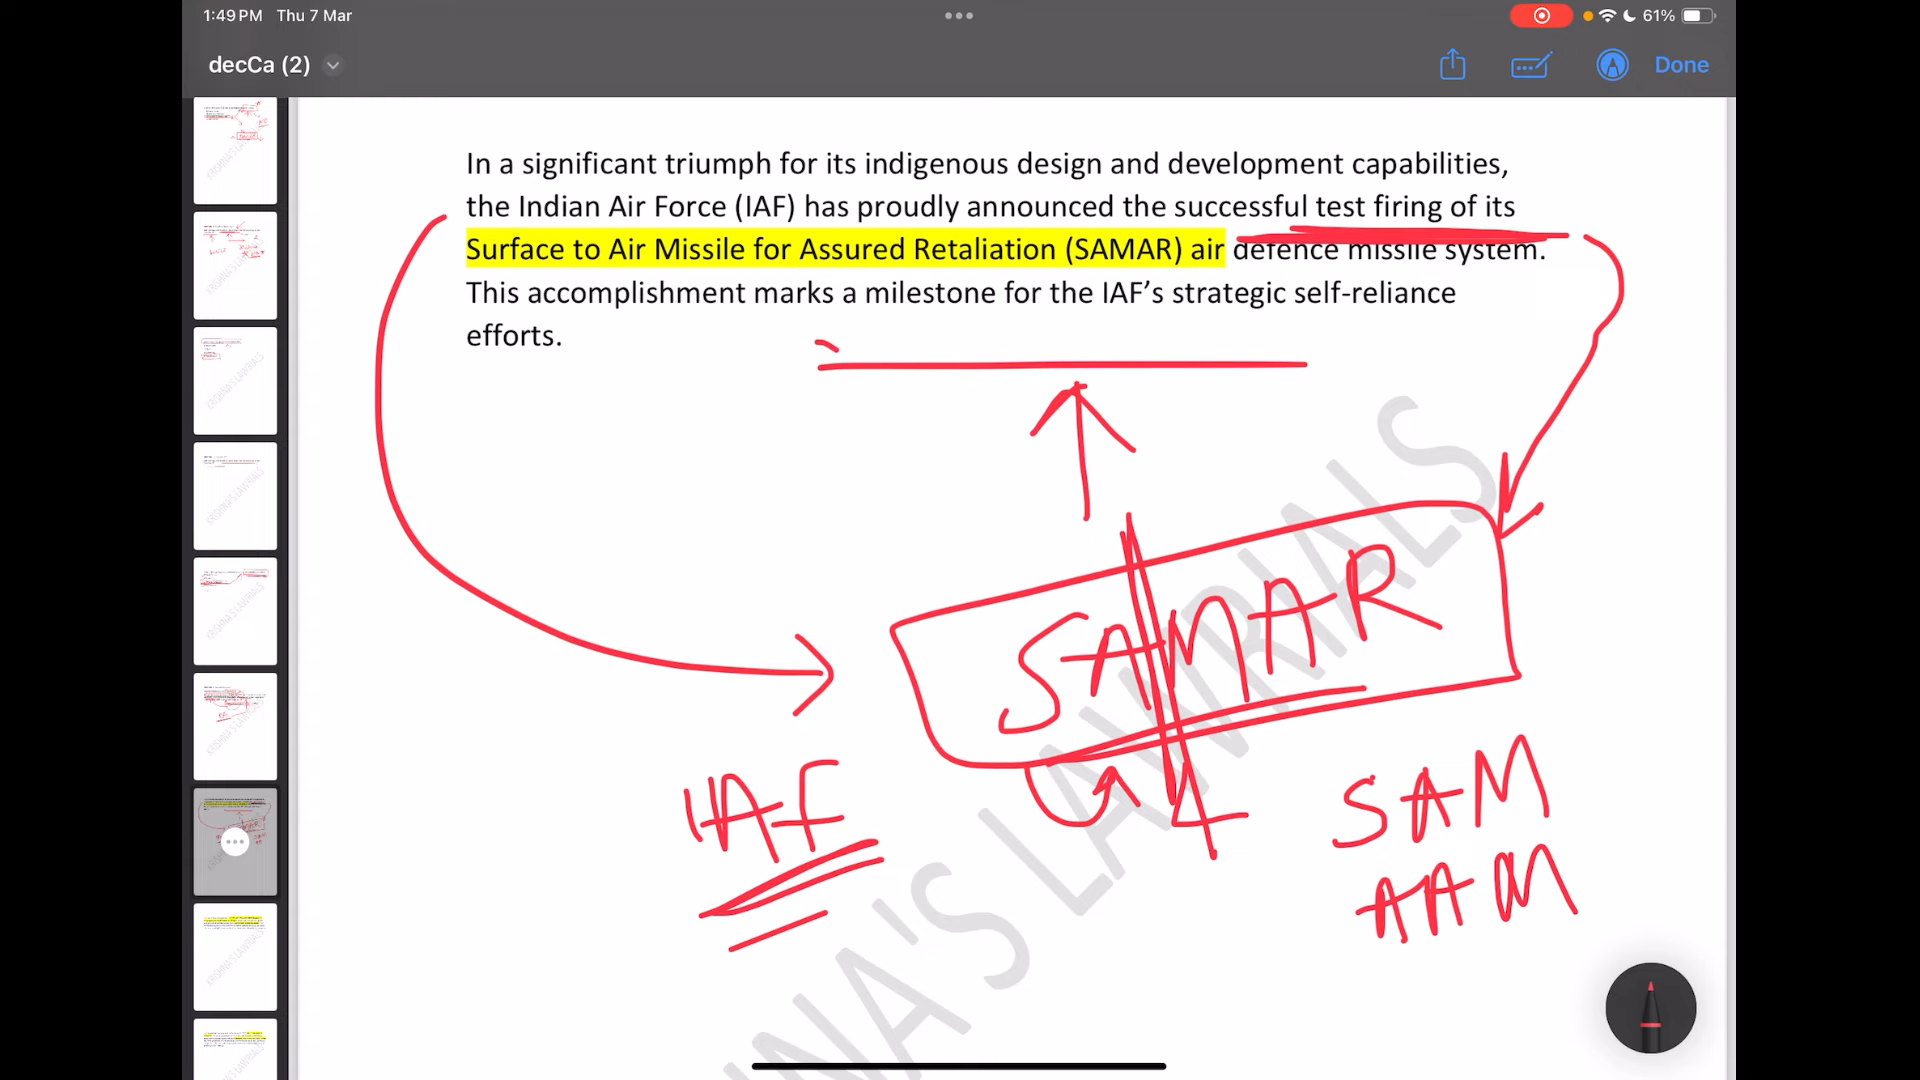 1:49 PM Thu 7 Mar
61%
decCa (2)
Done
In a significant triumph for its indigenous design and development capabilities,
the Indian Air Force (IAF) has proudly announced the successful test firing of its
Surface to Air Missile for Assured Retaliation (SAMAR) air defence missile system.
This accomplishment marks a milestone for the IAF’s strategic self-reliance
efforts.
SAMAR
IAF
SAM
AAM
KRISHNA'S LAWRIALS